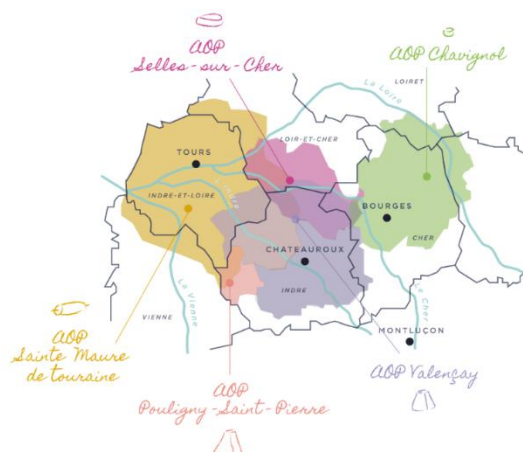 AOP
Selles-sur-Cher
AOP Chavignol
LOIRET
La Loire
LOIR-ET-CHER
TOURS
INDRE-ET-LOIRE
BOURGES
CHER
CHATEAUROUX
INDRE
La Vienne
Le Cher
VIENNE
MONTLUÇON
AOP
Sainte Maure
de touraine
AOP
Pouligny-Saint-Pierre
AOP Valençay